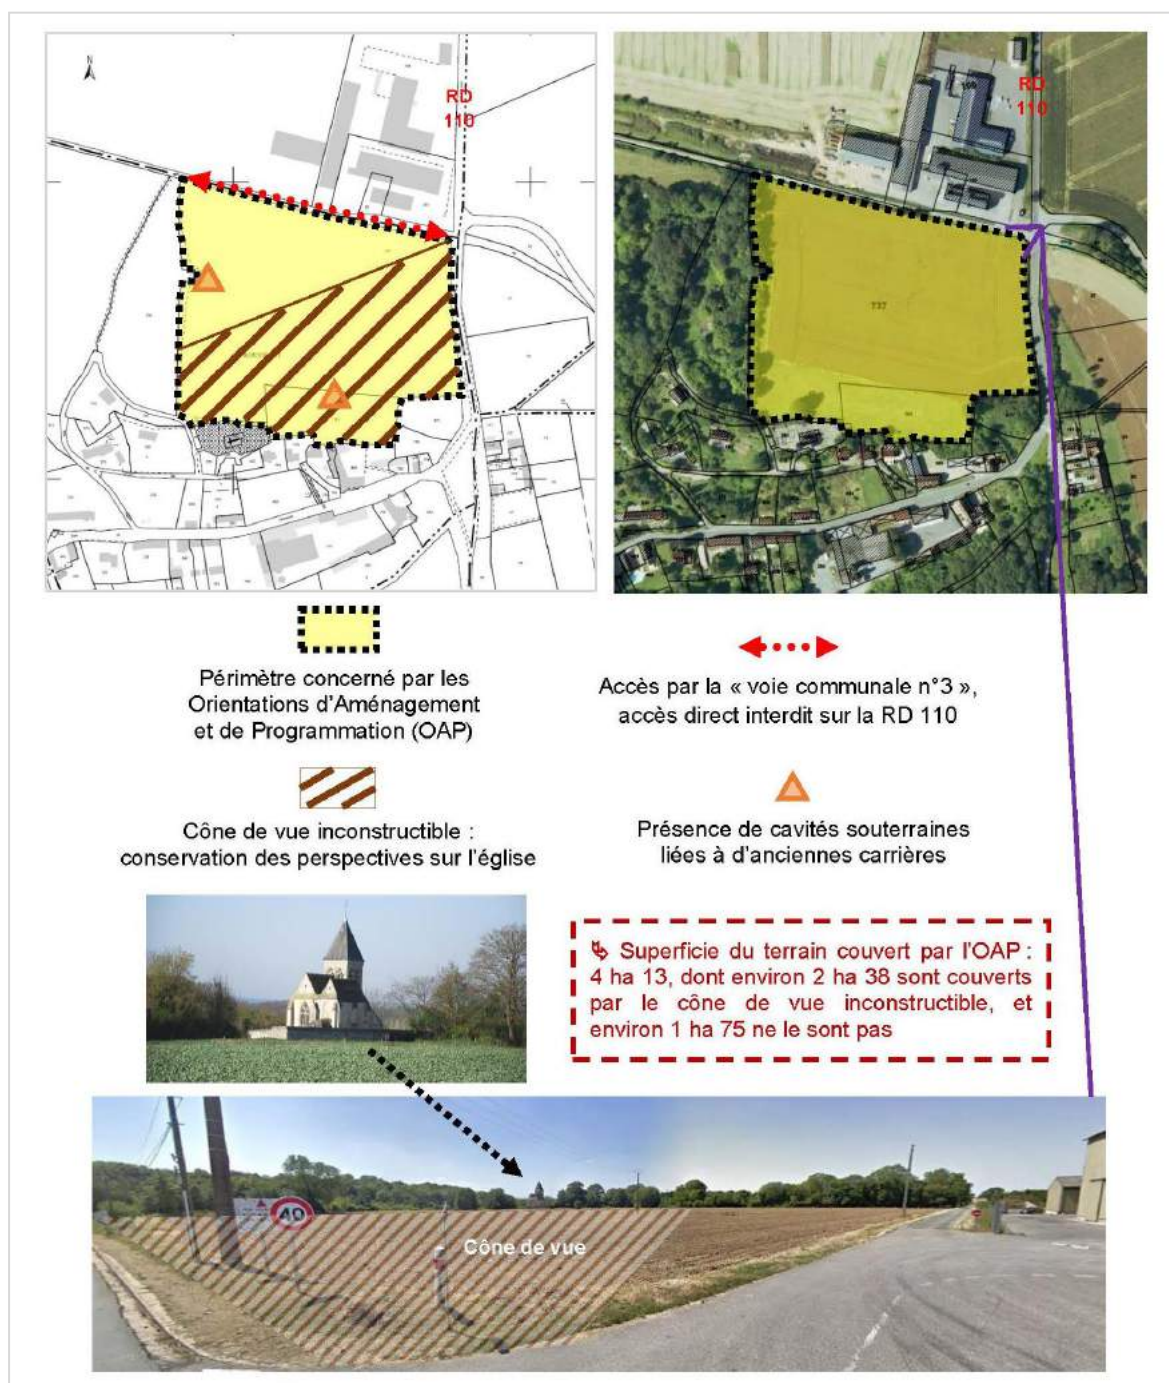 N
RD
110
RD
110
737
Périmètre concerné par les
Orientations d'Aménagement
et de Programmation (OAP)
Accès par la « voie communale n°3 »,
accès direct interdit sur la RD 110
Cône de vue inconstructible :
conservation des perspectives sur l'église
Présence de cavités souterraines
liées à d'anciennes carrières
↳ Superficie du terrain couvert par l'OAP :
4 ha 13, dont environ 2 ha 38 sont couverts
par le cône de vue inconstructible, et
environ 1 ha 75 ne le sont pas
40
Cône de vue